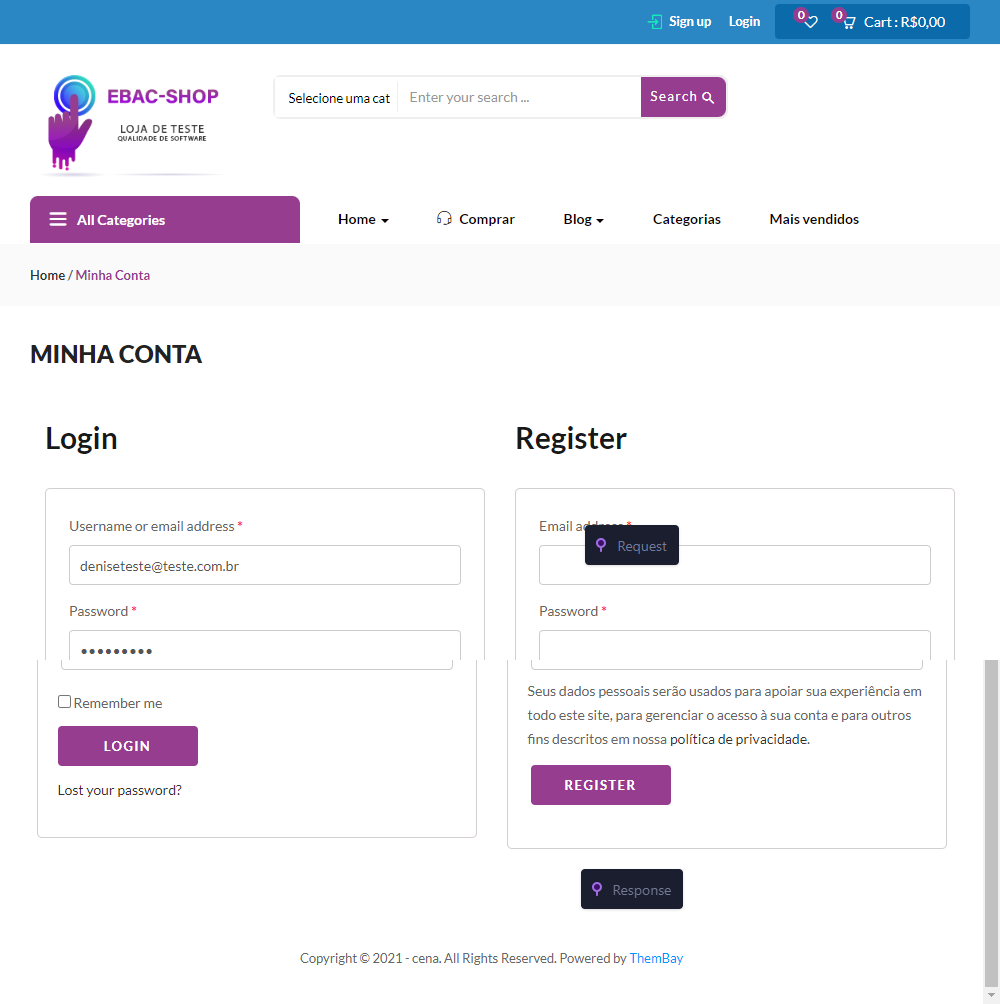 Sign up
Login
0
0
Cart : R$0,00
EBAC-SHOP
LOJA DE TESTE
QUALIDADE DE SOFTWARE
Selecione uma cat
Enter your search ...
Search
All Categories
Home
Comprar
Blog
Categorias
Mais vendidos
Home / Minha Conta
MINHA CONTA
Login
Register
Username or email address *
Email address *
Request
deniseteste@teste.com.br
Password *
Password *
•••••••••
Remember me
LOGIN
Lost your password?
Seus dados pessoais serão usados para apoiar sua experiência em
todo este site, para gerenciar o acesso à sua conta e para outros
fins descritos em nossa política de privacidade.
REGISTER
Response
Copyright © 2021 - cena. All Rights Reserved. Powered by ThemBay